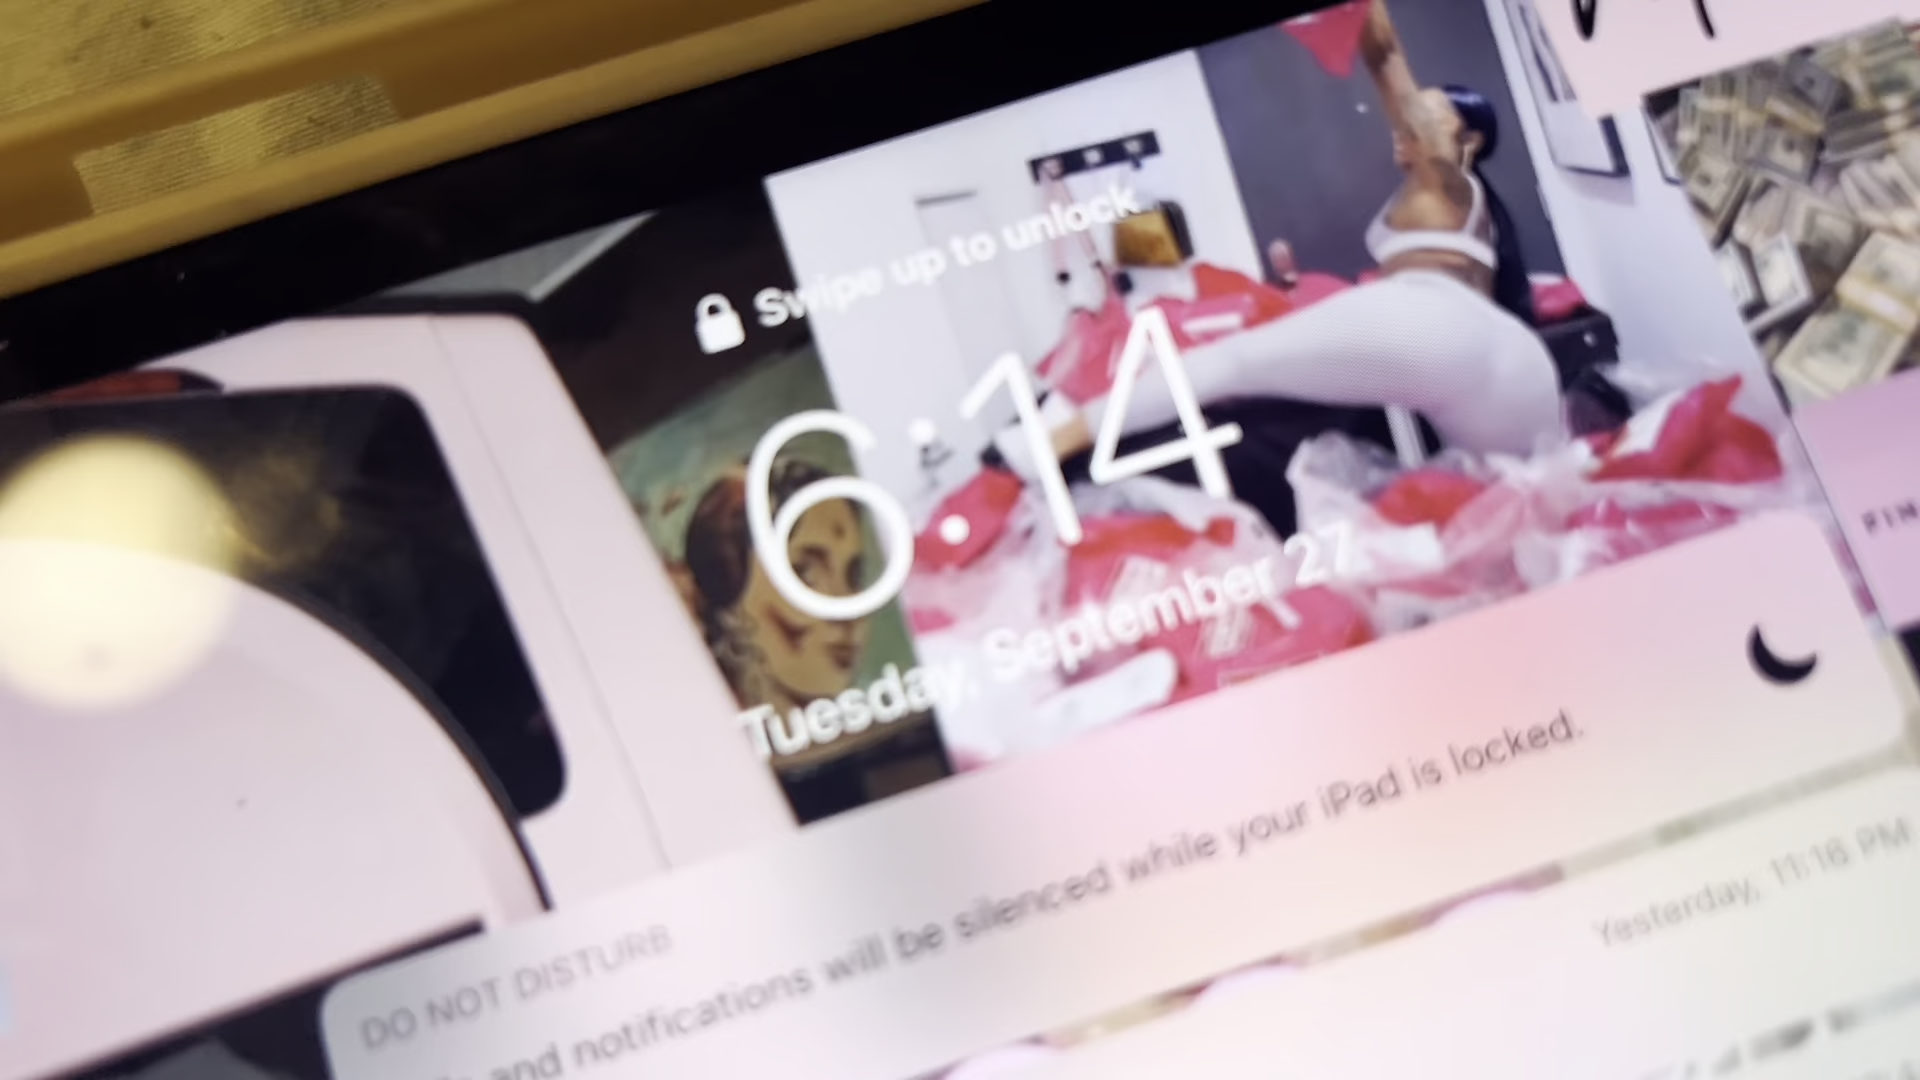 Swipe up to unlock
6:14
Tuesday, September 27
FIN
DO NOT DISTURB
and notifications will be silenced while your iPad is locked.
Yesterday, 11:16 PM